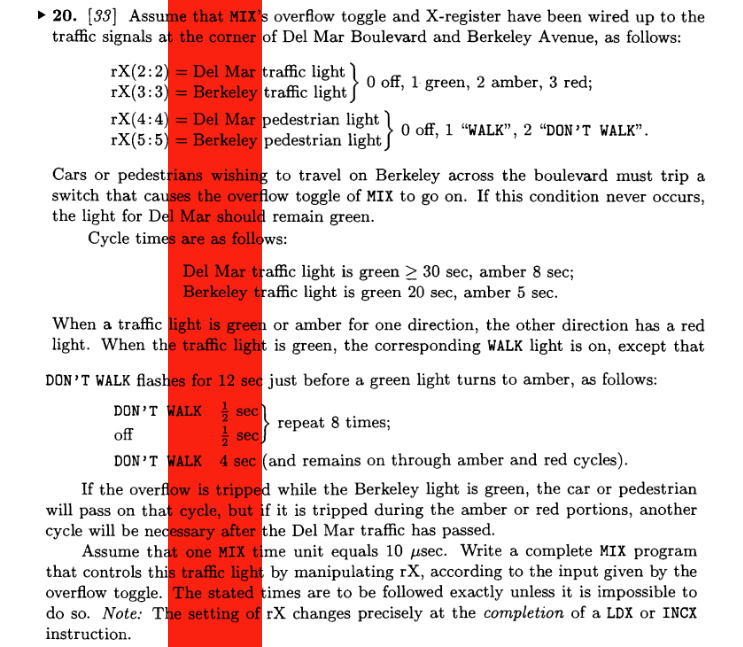 ▸ 20. [33] Assume that MIX's overflow toggle and X-register have been wired up to the
traffic signals at the corner of Del Mar Boulevard and Berkeley Avenue, as follows:
rX(2:2) = Del Mar traffic light
rX(3:3) = Berkeley traffic light } 0 off, 1 green, 2 amber, 3 red;
rX(4:4) = Del Mar pedestrian light
rX(5:5) = Berkeley pedestrian light } 0 off, 1 “WALK”, 2 “DON'T WALK”.
Cars or pedestrians wishing to travel on Berkeley across the boulevard must trip a
switch that causes the overflow toggle of MIX to go on. If this condition never occurs,
the light for Del Mar should remain green.
Cycle times are as follows:
Del Mar traffic light is green ≥ 30 sec, amber 8 sec;
Berkeley traffic light is green 20 sec, amber 5 sec.
When a traffic light is green or amber for one direction, the other direction has a red
light. When the traffic light is green, the corresponding WALK light is on, except that
DON'T WALK flashes for 12 sec just before a green light turns to amber, as follows:
DON'T WALK ½ sec
off ½ sec } repeat 8 times;
DON'T WALK 4 sec (and remains on through amber and red cycles).
If the overflow is tripped while the Berkeley light is green, the car or pedestrian
will pass on that cycle, but if it is tripped during the amber or red portions, another
cycle will be necessary after the Del Mar traffic has passed.
Assume that one MIX time unit equals 10 μsec. Write a complete MIX program
that controls this traffic light by manipulating rX, according to the input given by the
overflow toggle. The stated times are to be followed exactly unless it is impossible to
do so. Note: The setting of rX changes precisely at the completion of a LDX or INCX
instruction.